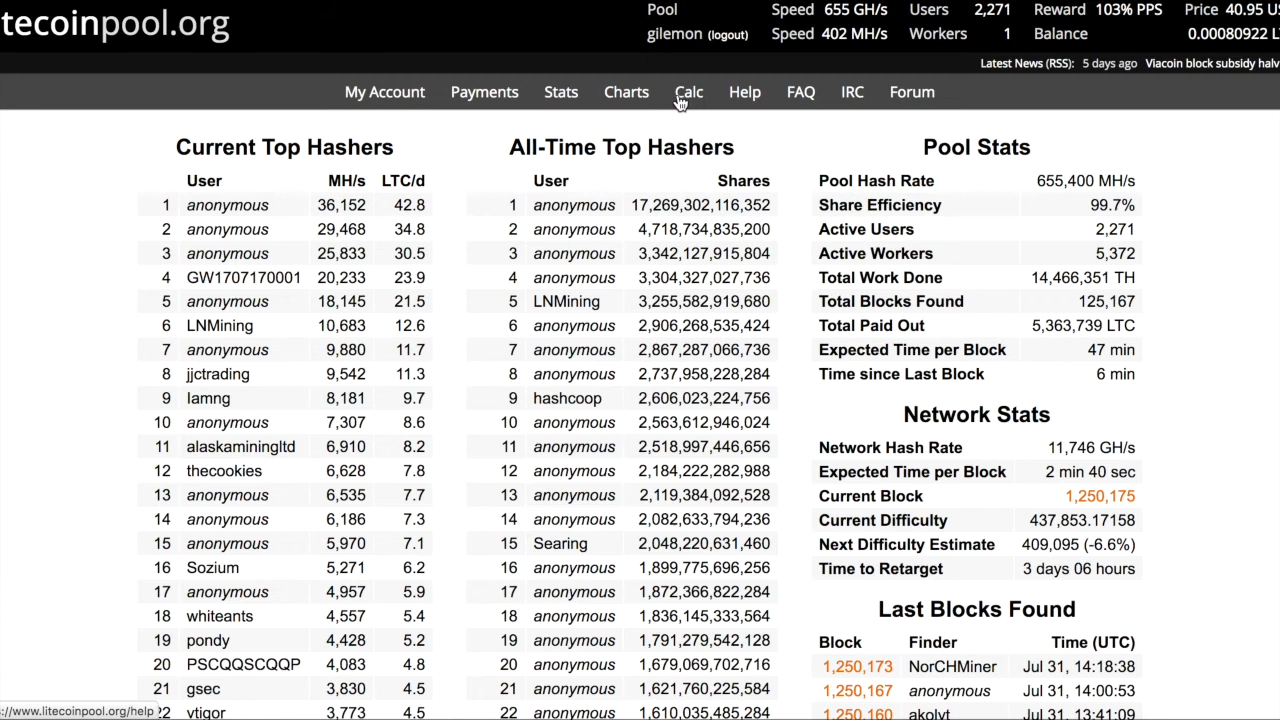 tecoinpool.org
Pool Speed 655 GH/s Users 2,271 Reward 103% PPS Price 40.95 US
gilemon (logout) Speed 402 MH/s Workers 1 Balance 0.00080922 LT
Latest News (RSS): 5 days ago Viacoin block subsidy halv
My Account Payments Stats Charts Calc Help FAQ IRC Forum
Current Top Hashers
User MH/s LTC/d
1 anonymous 36,152 42.8
2 anonymous 29,468 34.8
3 anonymous 25,833 30.5
4 GW1707170001 20,233 23.9
5 anonymous 18,145 21.5
6 LNMining 10,683 12.6
7 anonymous 9,880 11.7
8 jjctrading 9,542 11.3
9 lamng 8,181 9.7
10 anonymous 7,307 8.6
11 alaskaminingltd 6,910 8.2
12 thecookies 6,628 7.8
13 anonymous 6,535 7.7
14 anonymous 6,186 7.3
15 anonymous 5,970 7.1
16 Sozium 5,271 6.2
17 anonymous 4,957 5.9
18 whiteants 4,557 5.4
19 pondy 4,428 5.2
20 PSCQQSCQQP 4,083 4.8
21 gsec 3,830 4.5
22 vtigor 3,773 4.5
All-Time Top Hashers
User Shares
1 anonymous 17,269,302,116,352
2 anonymous 4,718,734,835,200
3 anonymous 3,342,127,915,804
4 anonymous 3,304,327,027,736
5 LNMining 3,255,582,919,680
6 anonymous 2,906,268,535,424
7 anonymous 2,867,287,066,736
8 anonymous 2,737,958,228,284
9 hashcoop 2,606,023,224,756
10 anonymous 2,563,612,946,024
11 anonymous 2,518,997,446,656
12 anonymous 2,184,222,282,988
13 anonymous 2,119,384,092,528
14 anonymous 2,082,633,794,236
15 Searing 2,048,220,631,460
16 anonymous 1,899,775,696,256
17 anonymous 1,872,366,822,284
18 anonymous 1,836,145,333,564
19 anonymous 1,791,279,542,128
20 anonymous 1,679,069,702,716
21 anonymous 1,621,760,225,584
22 anonymous 1,610,035,485,284
Pool Stats
Pool Hash Rate 655,400 MH/s
Share Efficiency 99.7%
Active Users 2,271
Active Workers 5,372
Total Work Done 14,466,351 TH
Total Blocks Found 125,167
Total Paid Out 5,363,739 LTC
Expected Time per Block 47 min
Time since Last Block 6 min
Network Stats
Network Hash Rate 11,746 GH/s
Expected Time per Block 2 min 40 sec
Current Block 1,250,175
Current Difficulty 437,853.17158
Next Difficulty Estimate 409,095 (-6.6%)
Time to Retarget 3 days 06 hours
Last Blocks Found
Block Finder Time (UTC)
1,250,173 NorCHMiner Jul 31, 14:18:38
1,250,167 anonymous Jul 31, 14:00:53
1,250,160 akolyt Jul 31, 13:41:09
://www.litecoinpool.org/help